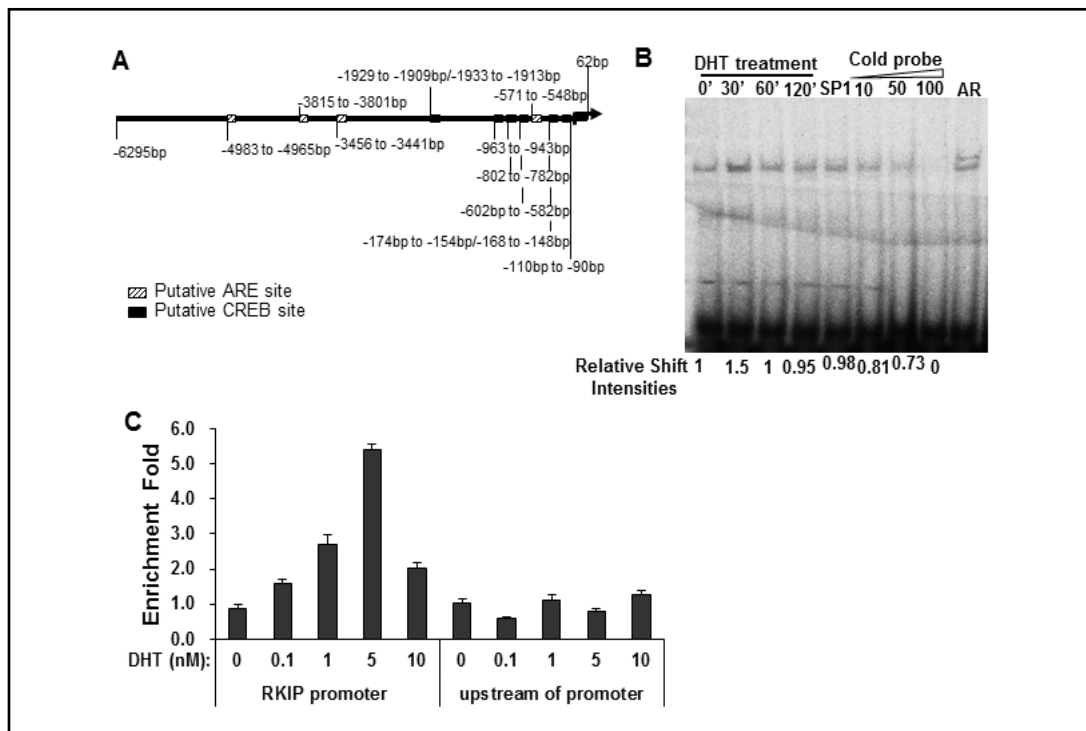 A
-1929 to -1909bp/-1933 to -1913bp
62bp
-3815 to -3801bp
-571 to -548bp
-6295bp
-4983 to -4965bp
-3456 to -3441bp
-963 to -943bp
-802 to -782bp
-602bp to -582bp
-174bp to -154bp/-168 to -148bp
-110bp to -90bp
Putative ARE site
Putative CREB site
B
DHT treatment Cold probe
0' 30' 60' 120' SP1 10 50 100 AR
Relative Shift Intensities 1 1.5 1 0.95 0.98 0.81 0.73 0
C
Enrichment Fold
6.0
5.0
4.0
3.0
2.0
1.0
0.0
DHT (nM): 0 0.1 1 5 10 0 0.1 1 5 10
RKIP promoter upstream of promoter